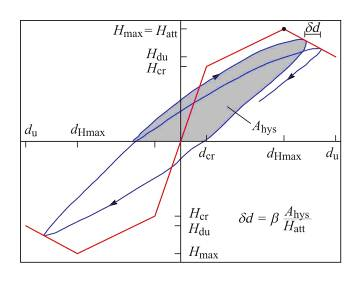 H_max = H_att
δd
H_du
H_cr
A_hys
d_u
d_Hmax
d_cr
d_Hmax
d_u
H_cr
H_du
H_max
δd = β A_hys / H_att